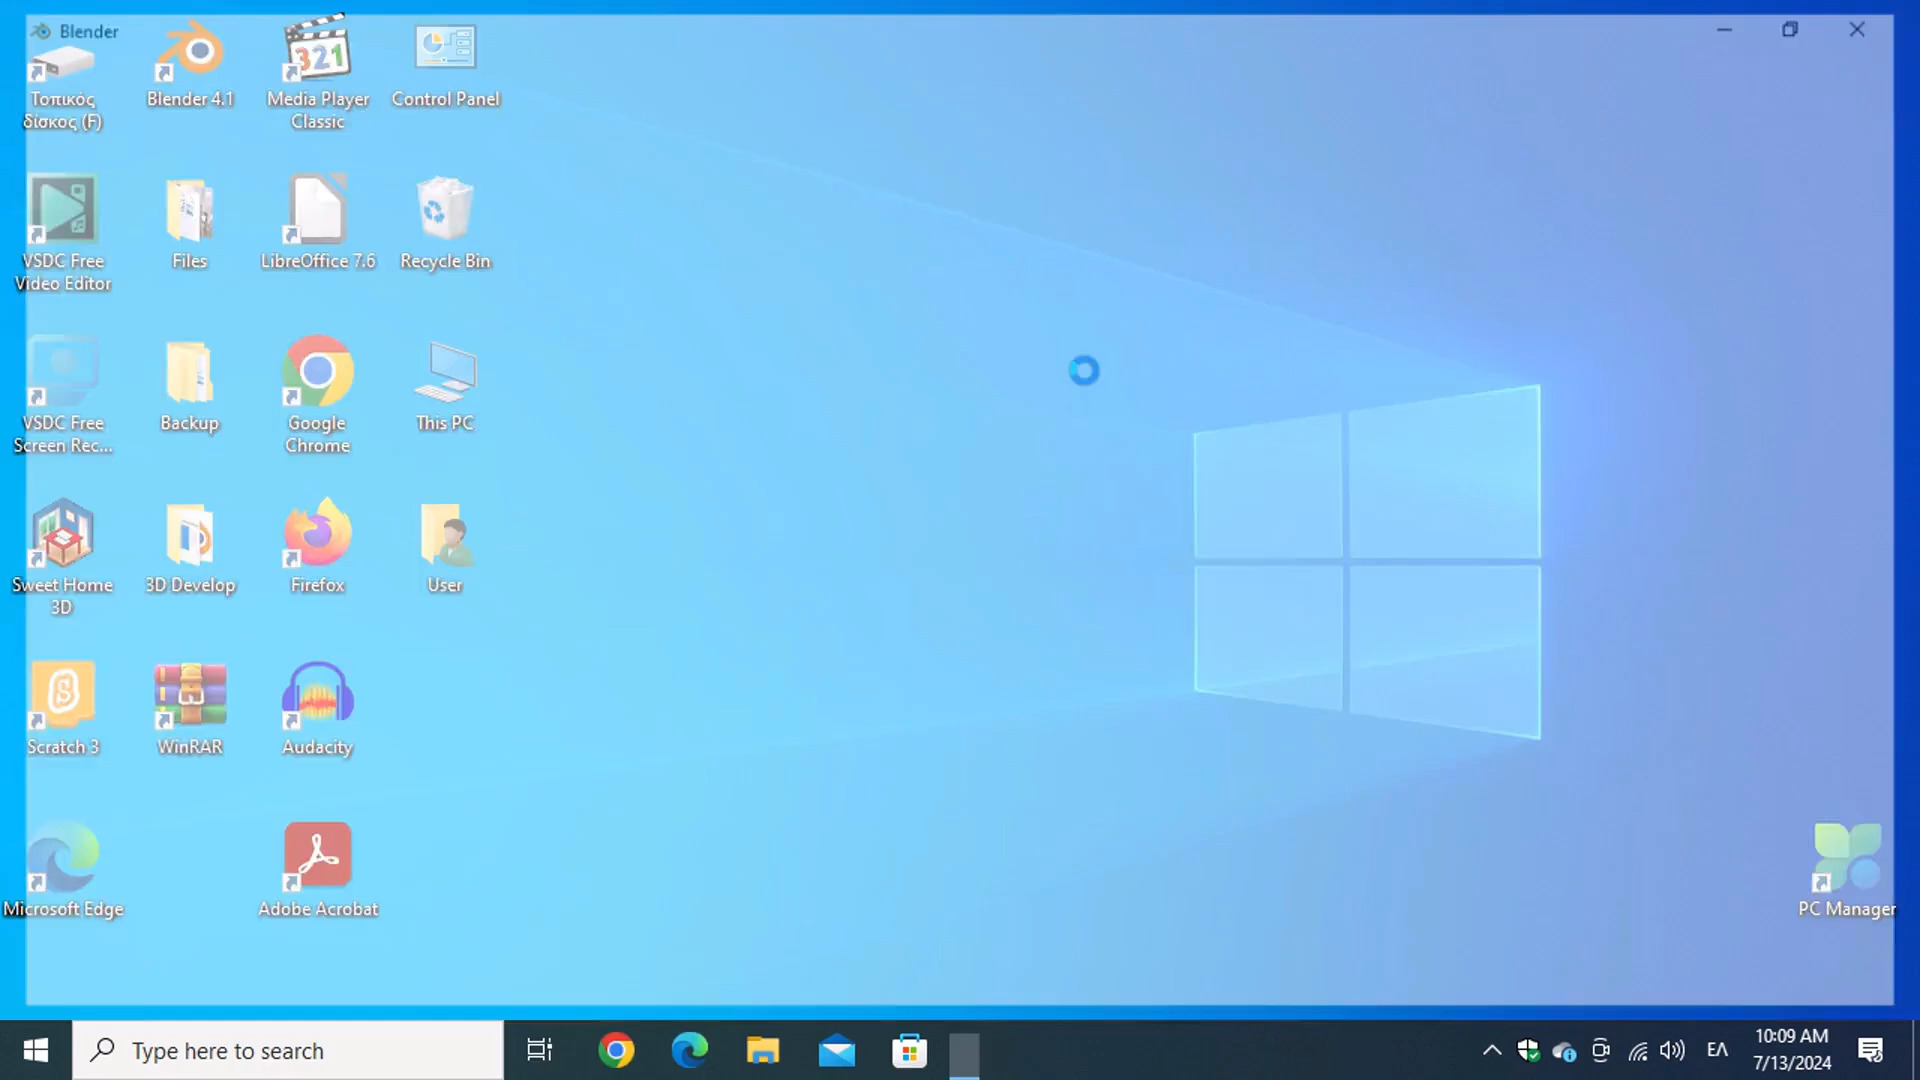 Blender
Τοπικός
δίσκος (F)
Blender 4.1
321
Media Player
Classic
Control Panel
VSDC Free
Video Editor
Files
LibreOffice 7.6
Recycle Bin
VSDC Free
Screen Rec...
Backup
Google
Chrome
This PC
Sweet Home
3D
3D Develop
Firefox
User
Scratch 3
WinRAR
Audacity
Microsoft Edge
Adobe Acrobat
PC Manager
Type here to search
ΕΛ
10:09 AM
7/13/2024